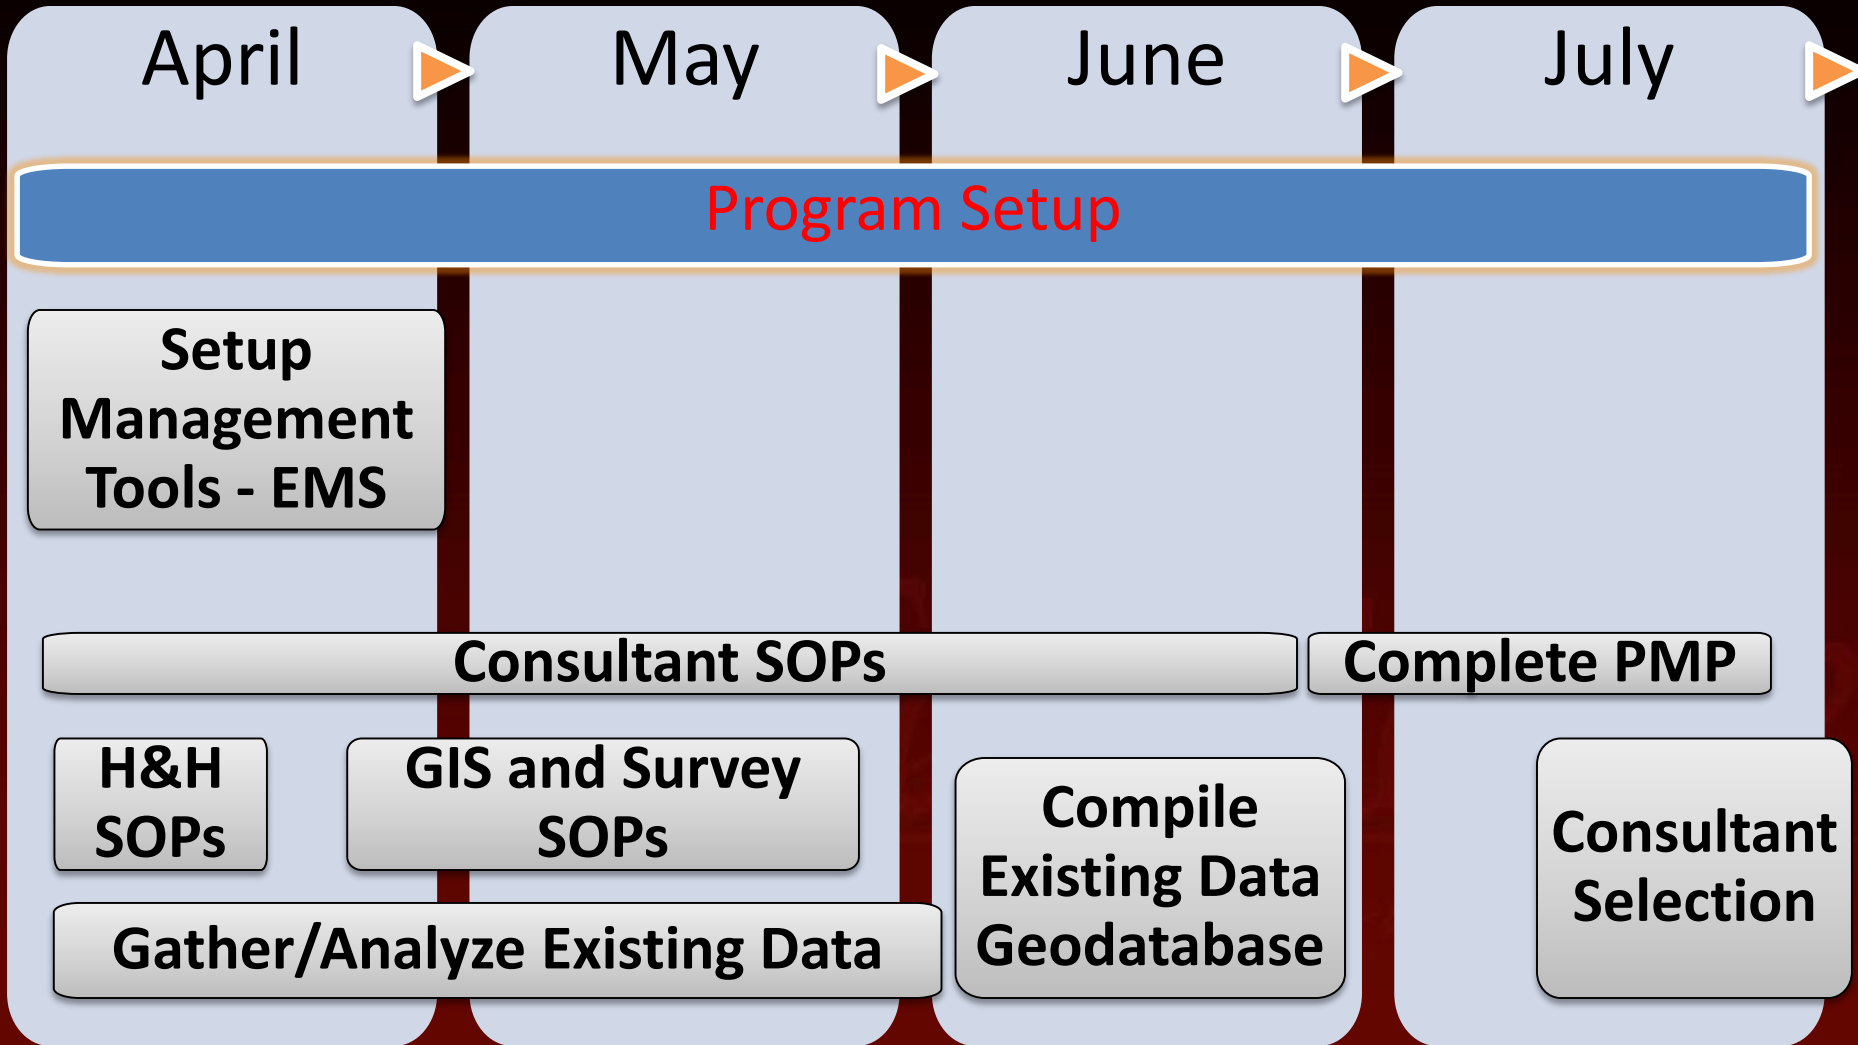 April
May
June
July
Program Setup
Setup
Management
Tools - EMS
Consultant SOPs
Complete PMP
H&H
SOPs
GIS and Survey
SOPs
Gather/Analyze Existing Data
Compile
Existing Data
Geodatabase
Consultant
Selection